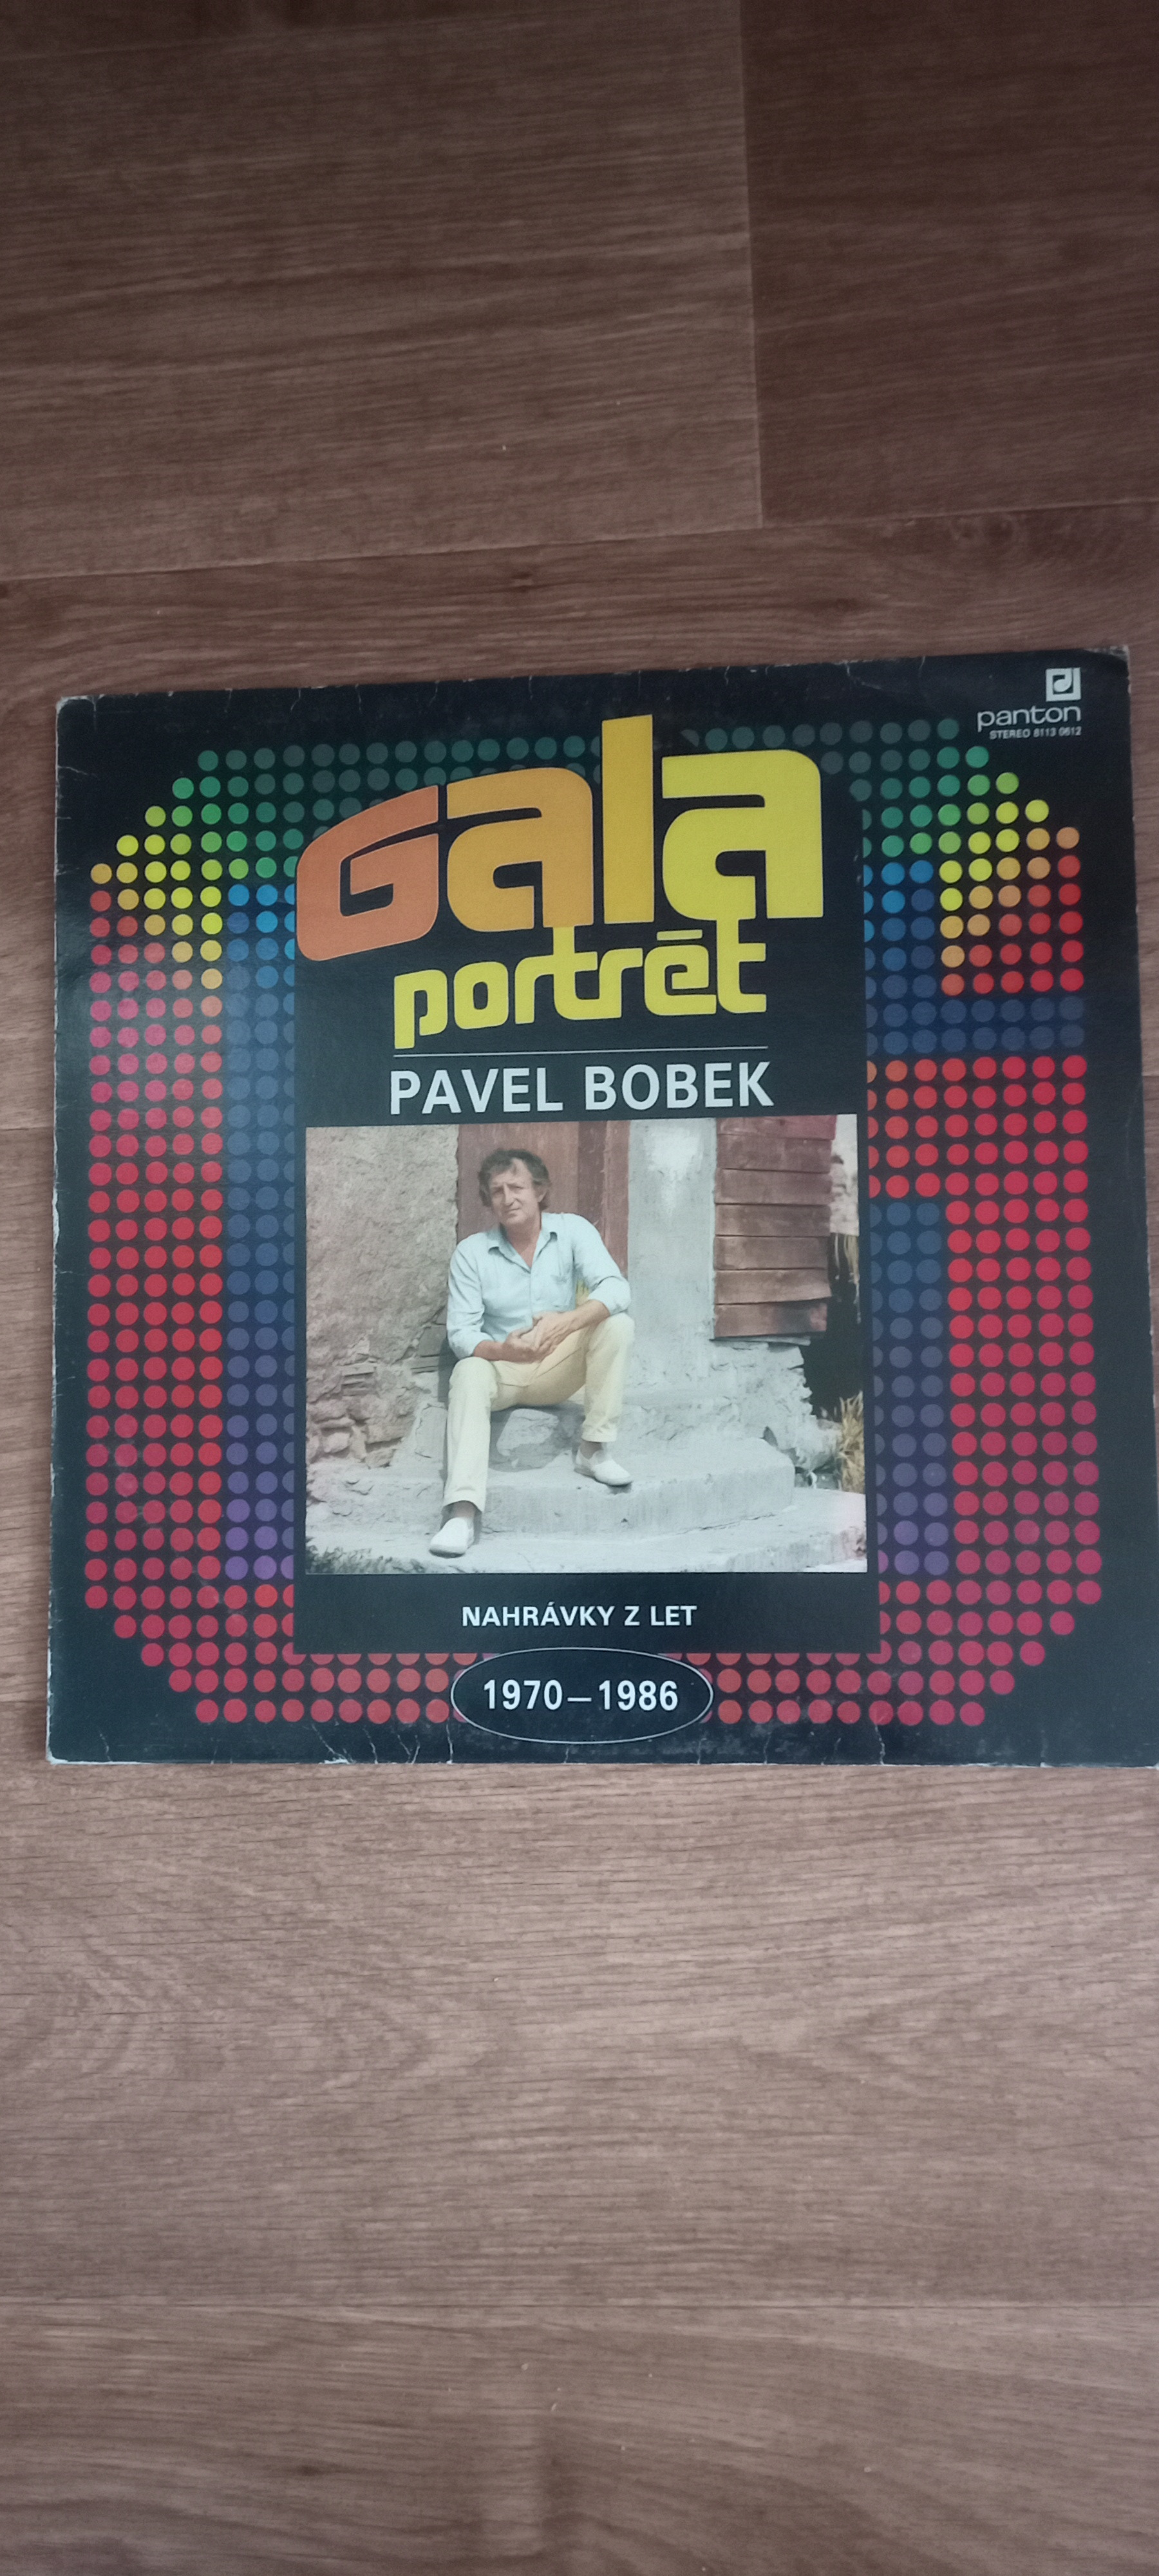 panton
STEREO 8113 0612
Gala
portrét
PAVEL BOBEK
NAHRÁVKY Z LET
1970–1986